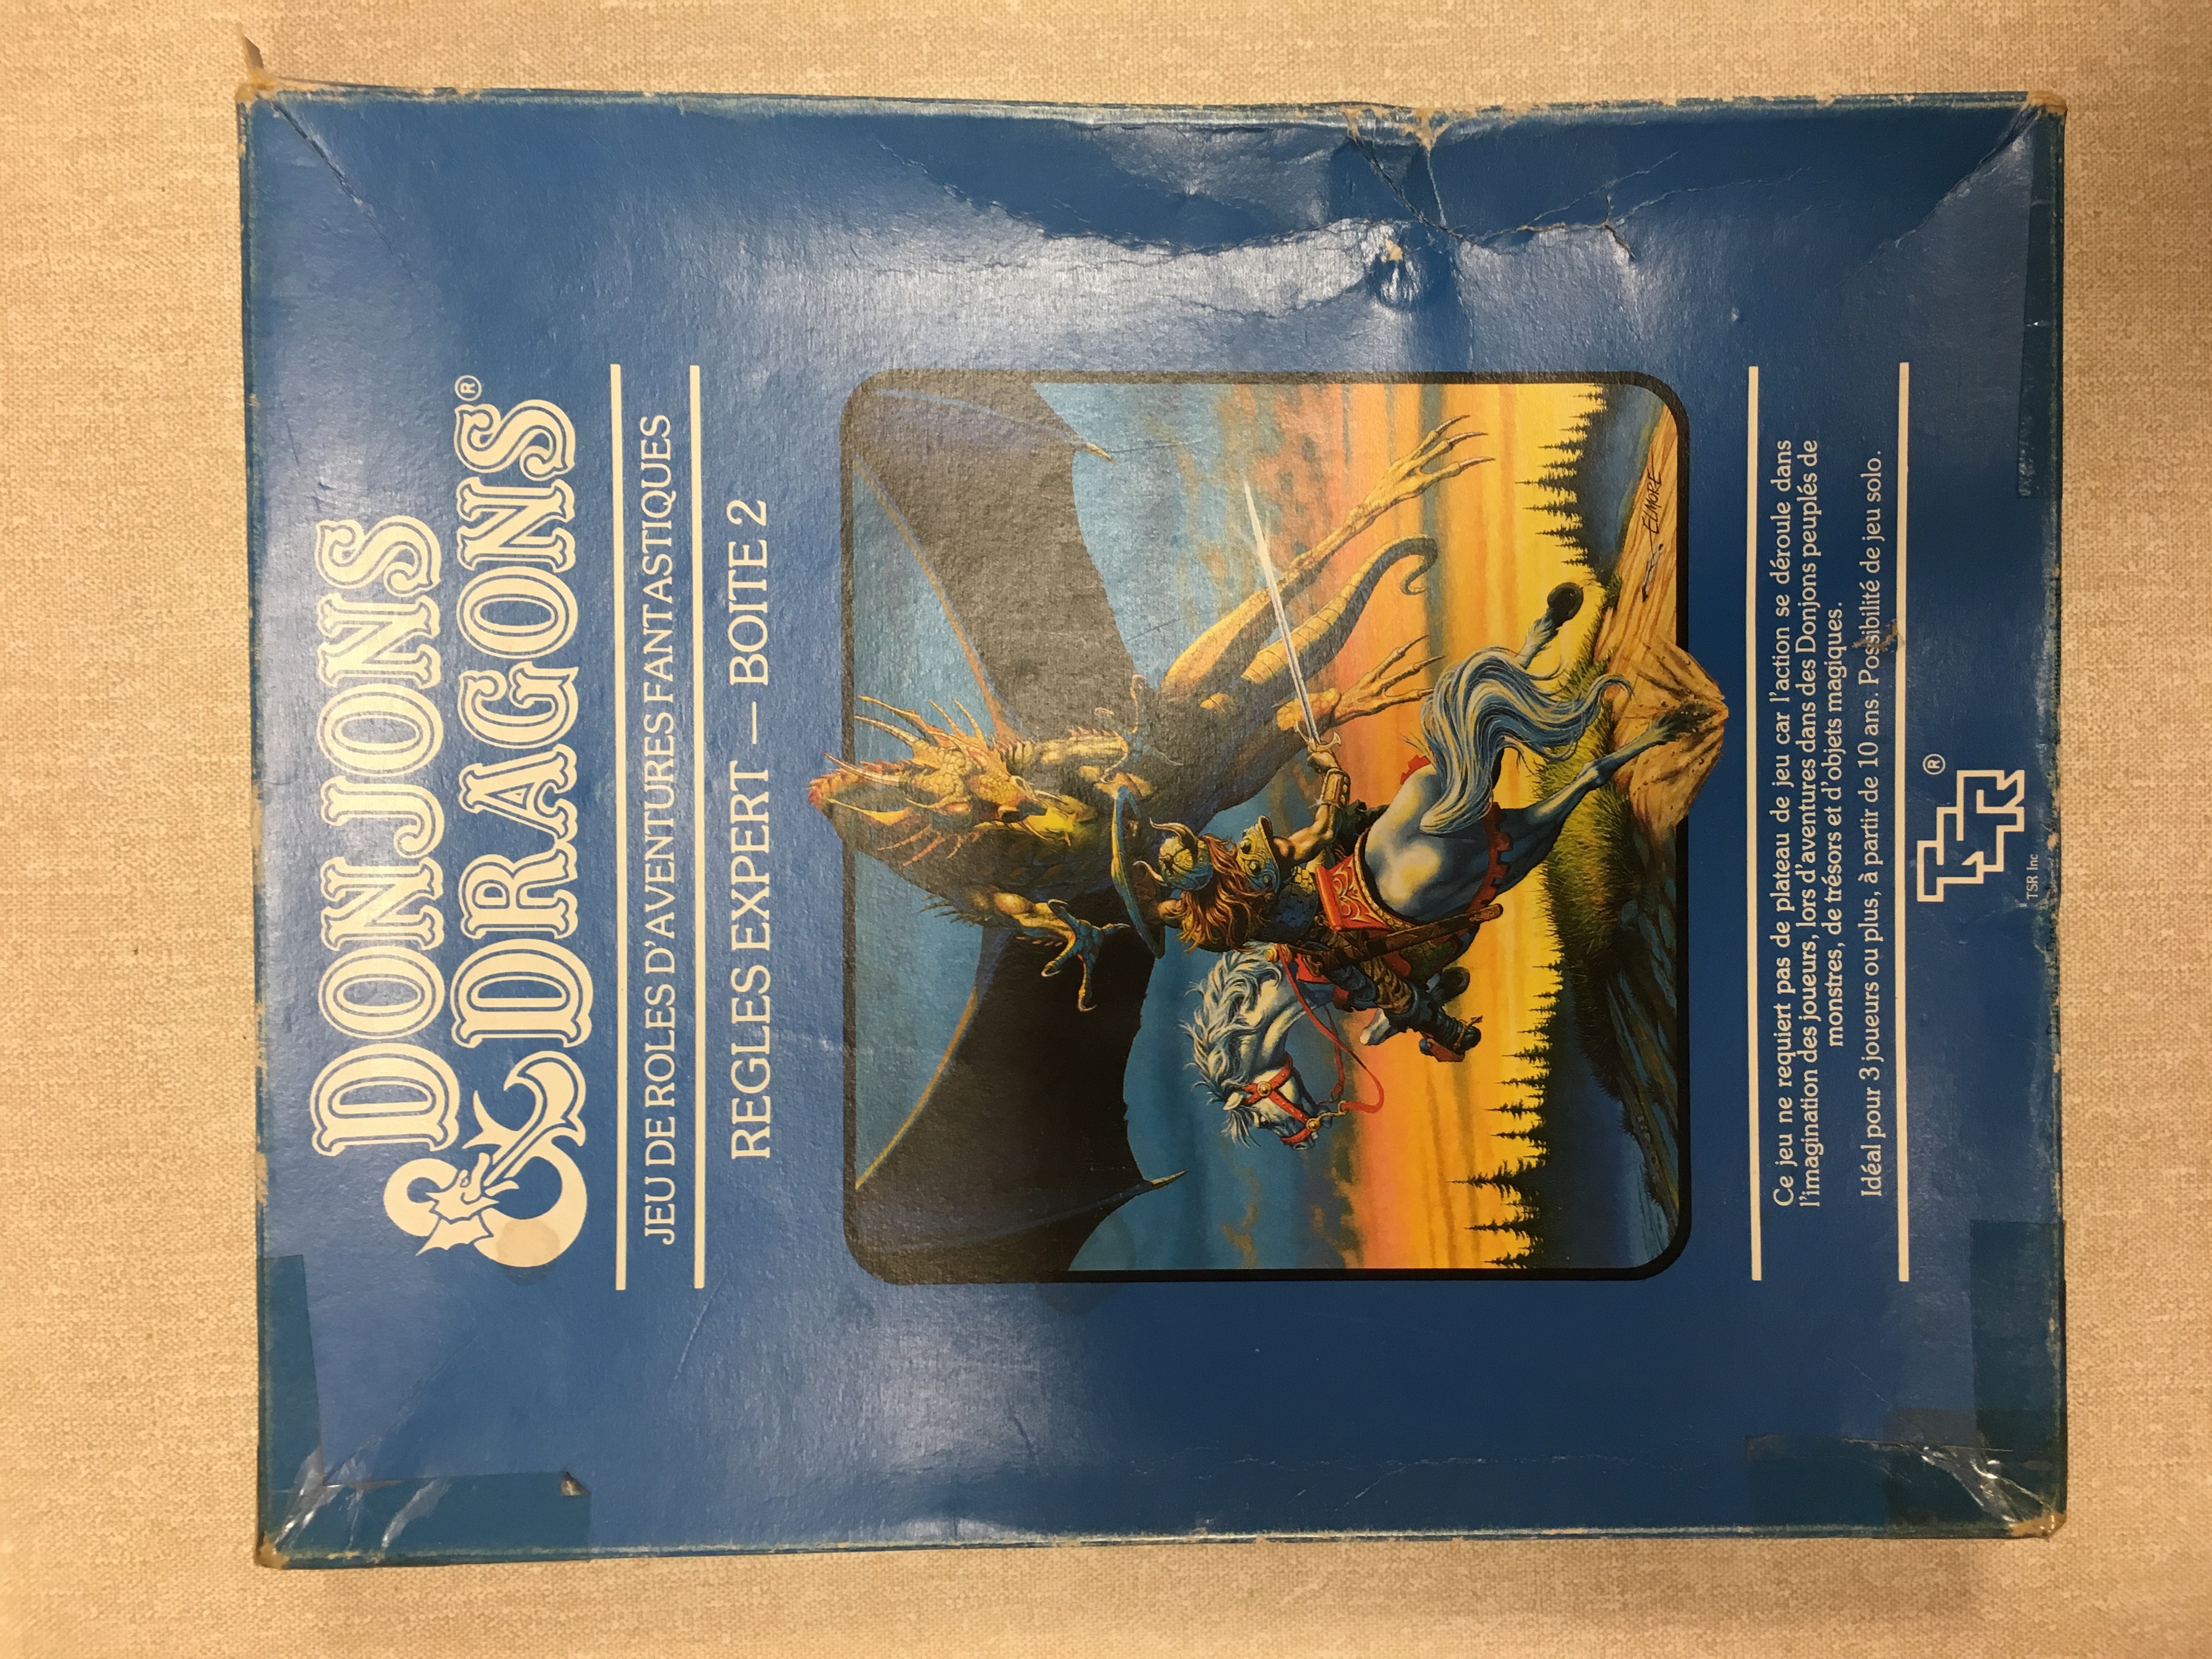 DONJONS
& DRAGONS®
JEU DE ROLES D'AVENTURES FANTASTIQUES
REGLES EXPERT — BOITE 2
ELMORE
Ce jeu ne requiert pas de plateau de jeu car l'action se déroule dans
l'imagination des joueurs, lors d'aventures dans des Donjons peuplés de
monstres, de trésors et d'objets magiques.
Idéal pour 3 joueurs ou plus, à partir de 10 ans. Possibilité de jeu solo.
TSR®
TSR Inc